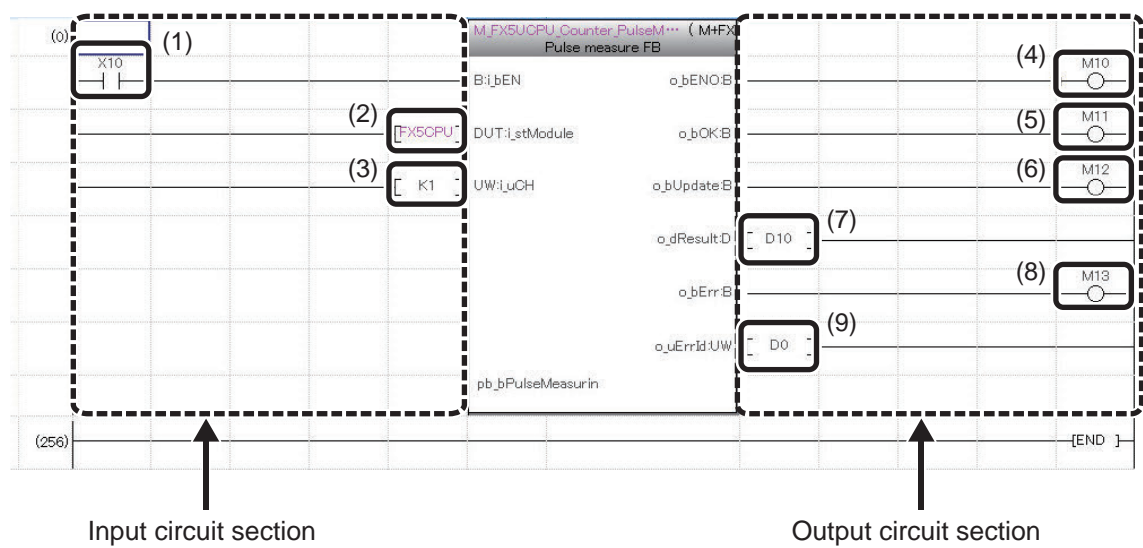 (0)
(1)
X10
M_FX5UCPU_Counter_PulseM… ( M+FX
Pulse measure FB
B:i_bEN
o_bENO:B
(4)
M10
(2)
[FX5CPU]
DUT:i_stModule
o_bOK:B
(5)
M11
(3)
[ K1 ]
UW:i_uCH
o_bUpdate:B
(6)
M12
o_dResult:D
[ D10 ]
(7)
o_bErr:B
(8)
M13
o_uErrId:UW
[ D0 ]
(9)
pb_bPulseMeasurin
(256)
[END ]
Input circuit section
Output circuit section